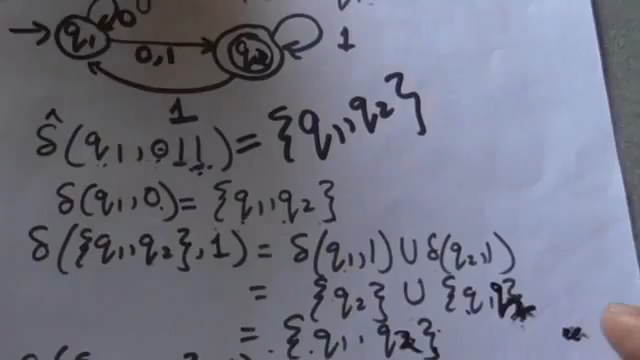 0
q₁ 0,1 q₂ 1
1
δ̂(q₁,011) = {q₁,q₂}
δ(q₁,0) = {q₁,q₂}
δ({q₁,q₂},1) = δ(q₁,1) ∪ δ(q₂,1)
= {q₂} ∪ {q₁,q₂}
= {q₁,q₂}